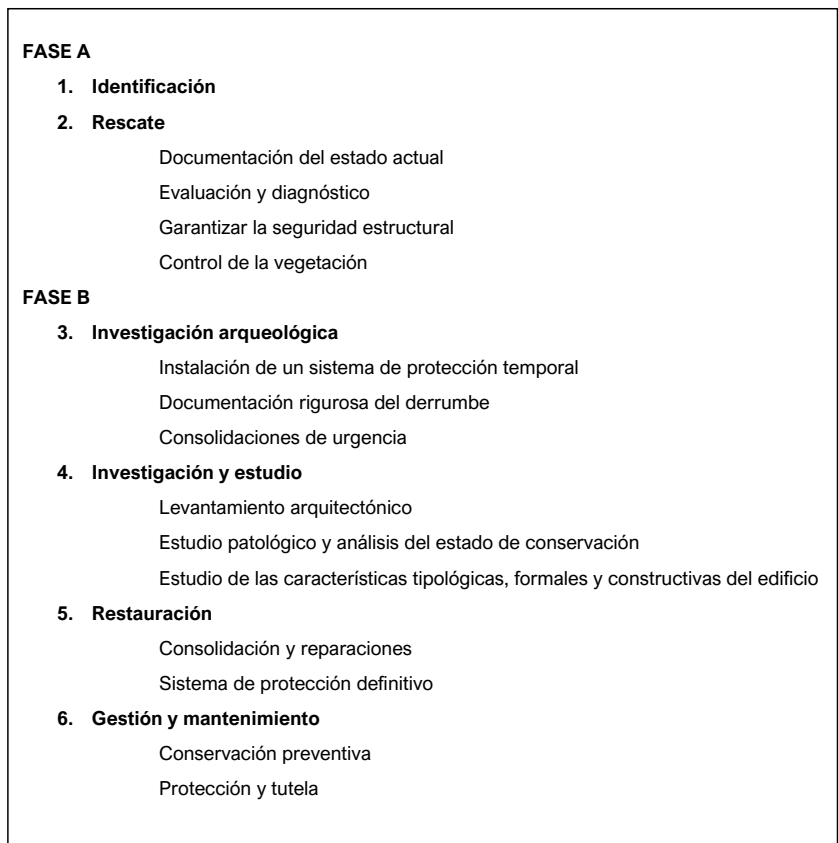 FASE A
1. Identificación
2. Rescate
Documentación del estado actual
Evaluación y diagnóstico
Garantizar la seguridad estructural
Control de la vegetación
FASE B
3. Investigación arqueológica
Instalación de un sistema de protección temporal
Documentación rigurosa del derrumbe
Consolidaciones de urgencia
4. Investigación y estudio
Levantamiento arquitectónico
Estudio patológico y análisis del estado de conservación
Estudio de las características tipológicas, formales y constructivas del edificio
5. Restauración
Consolidación y reparaciones
Sistema de protección definitivo
6. Gestión y mantenimiento
Conservación preventiva
Protección y tutela